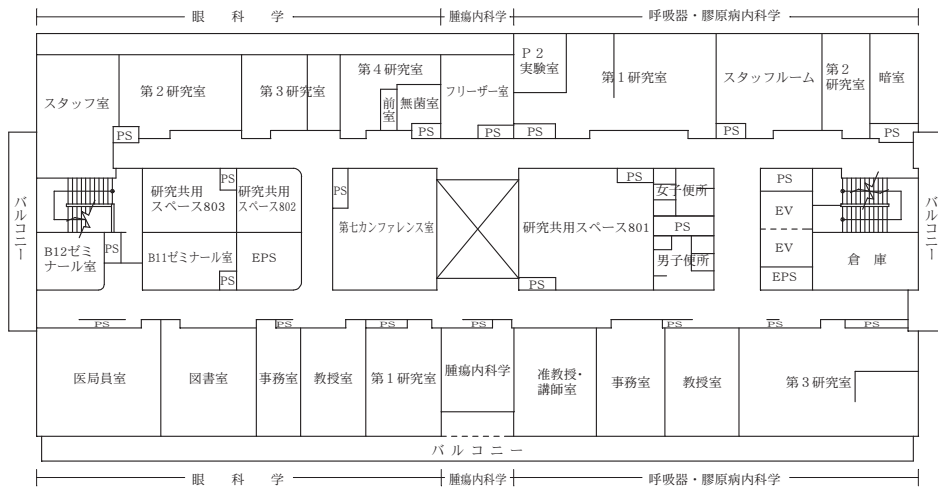 眼 科 学
腫瘍内科学
呼吸器・膠原病内科学
スタッフ室
第２研究室
第３研究室
第４研究室
前室
無菌室
フリーザー室
Ｐ２
実験室
第１研究室
スタッフルーム
第２
研究室
暗室
PS
PS
PS
PS
PS
PS
バルコニー
研究共用
スペース803
PS
研究共用
スペース802
PS
第七カンファレンス室
研究共用スペース801
PS
女子便所
PS
男子便所
PS
EV
EV
EPS
倉 庫
バルコニー
B12ゼミ
ナール室
PS
B11ゼミナール室
PS
EPS
PS
PS
PS
PS
PS
PS
PS
PS
医局員室
図書室
事務室
教授室
第１研究室
腫瘍内科学
准教授・
講師室
事務室
教授室
第３研究室
バ ル コ ニ ー
眼 科 学
腫瘍内科学
呼吸器・膠原病内科学